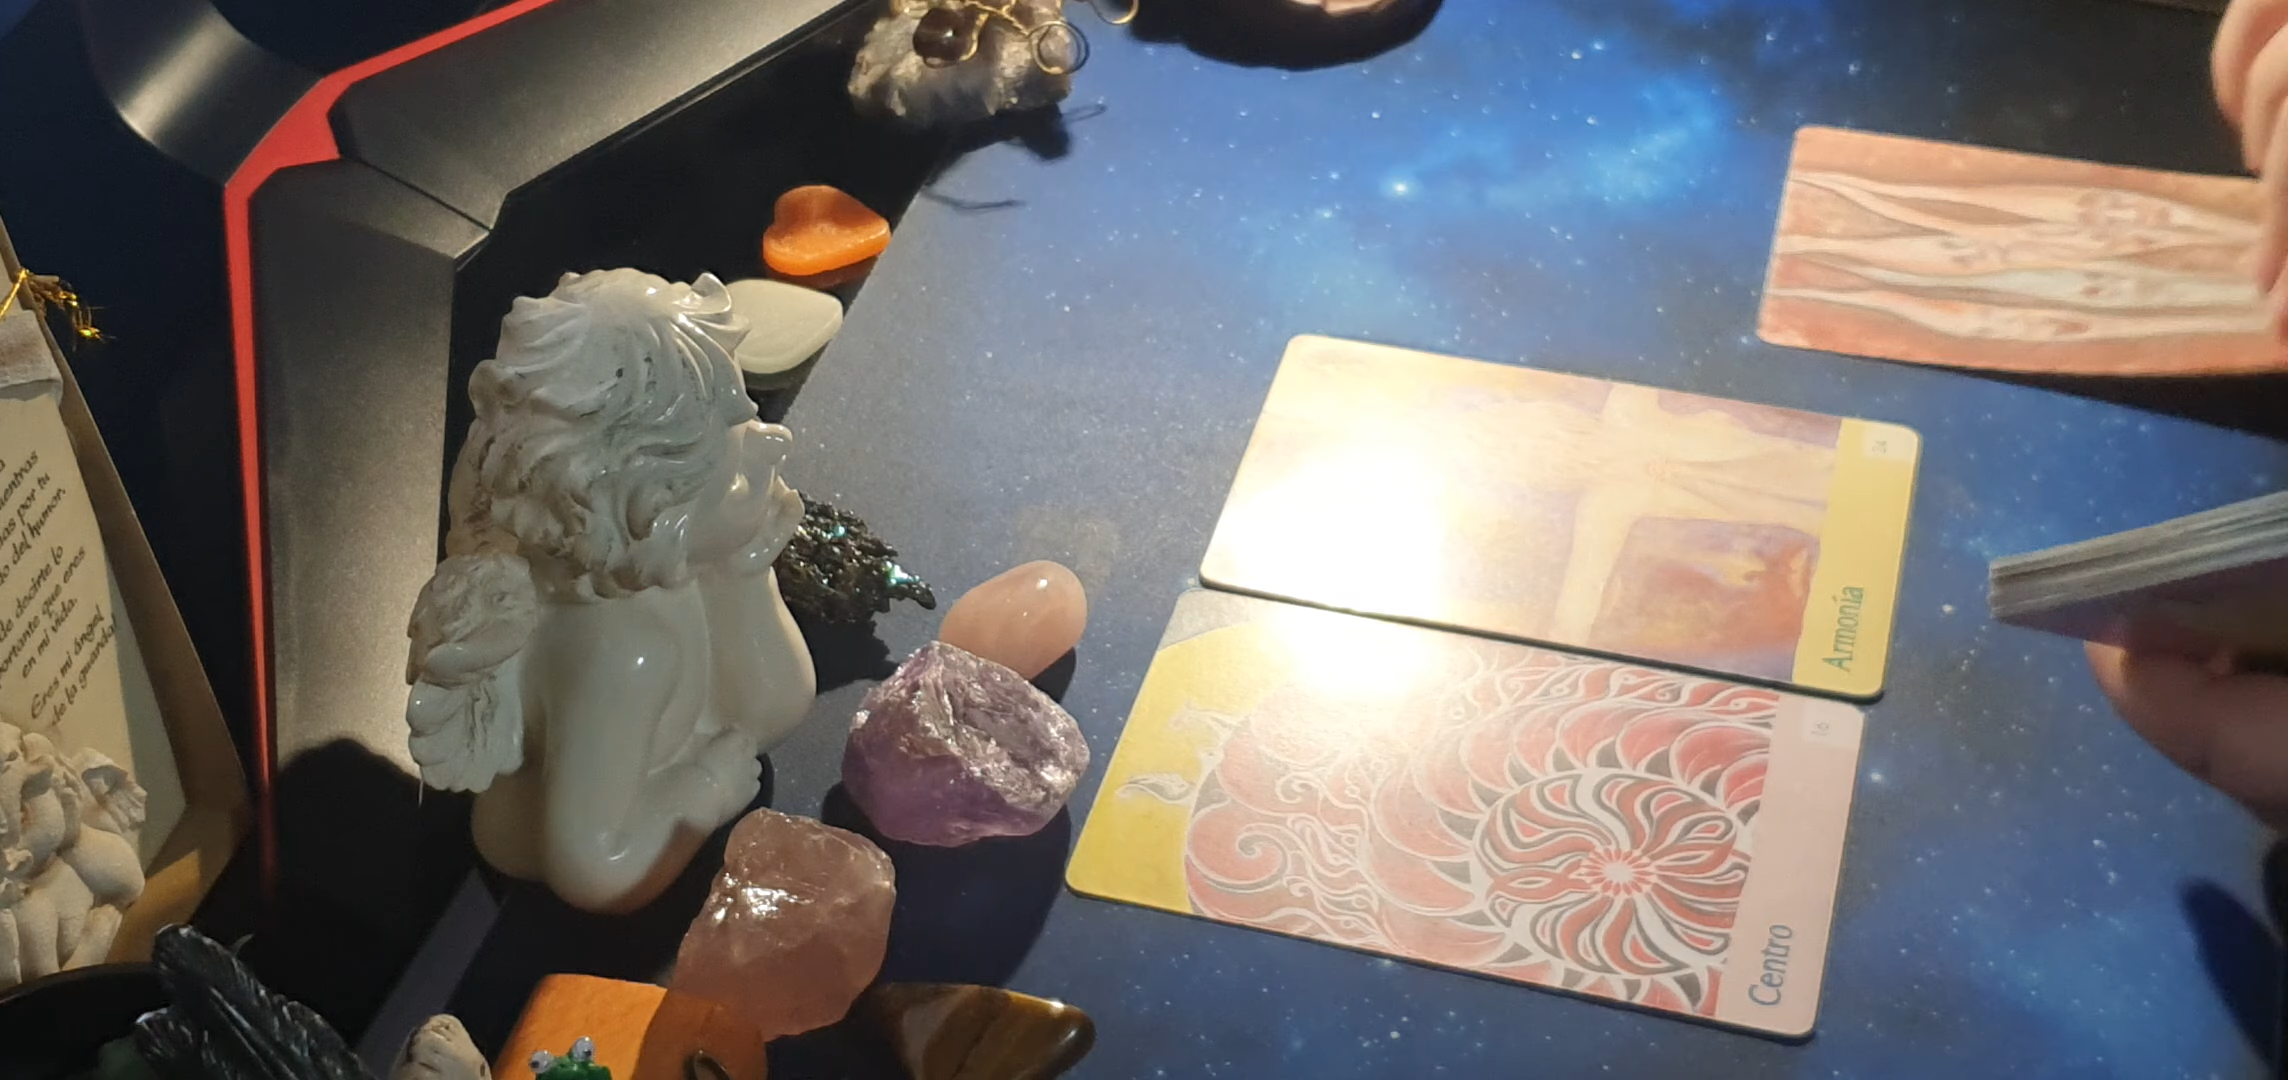 mientras
por tu
del humor.
de decirte lo
que eres
en mi vida.
Eres mi ángel
de la guarda!
24
Armonía
16
Centro